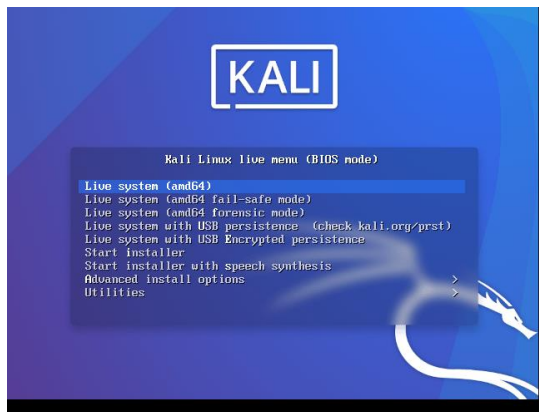 KALI
Kali Linux live menu (BIOS mode)
Live system (amd64)
Live system (amd64 fail-safe mode)
Live system (amd64 forensic mode)
Live system with USB persistence  (check kali.org/prst)
Live system with USB Encrypted persistence
Start installer
Start installer with speech synthesis
Advanced install options >
Utilities >